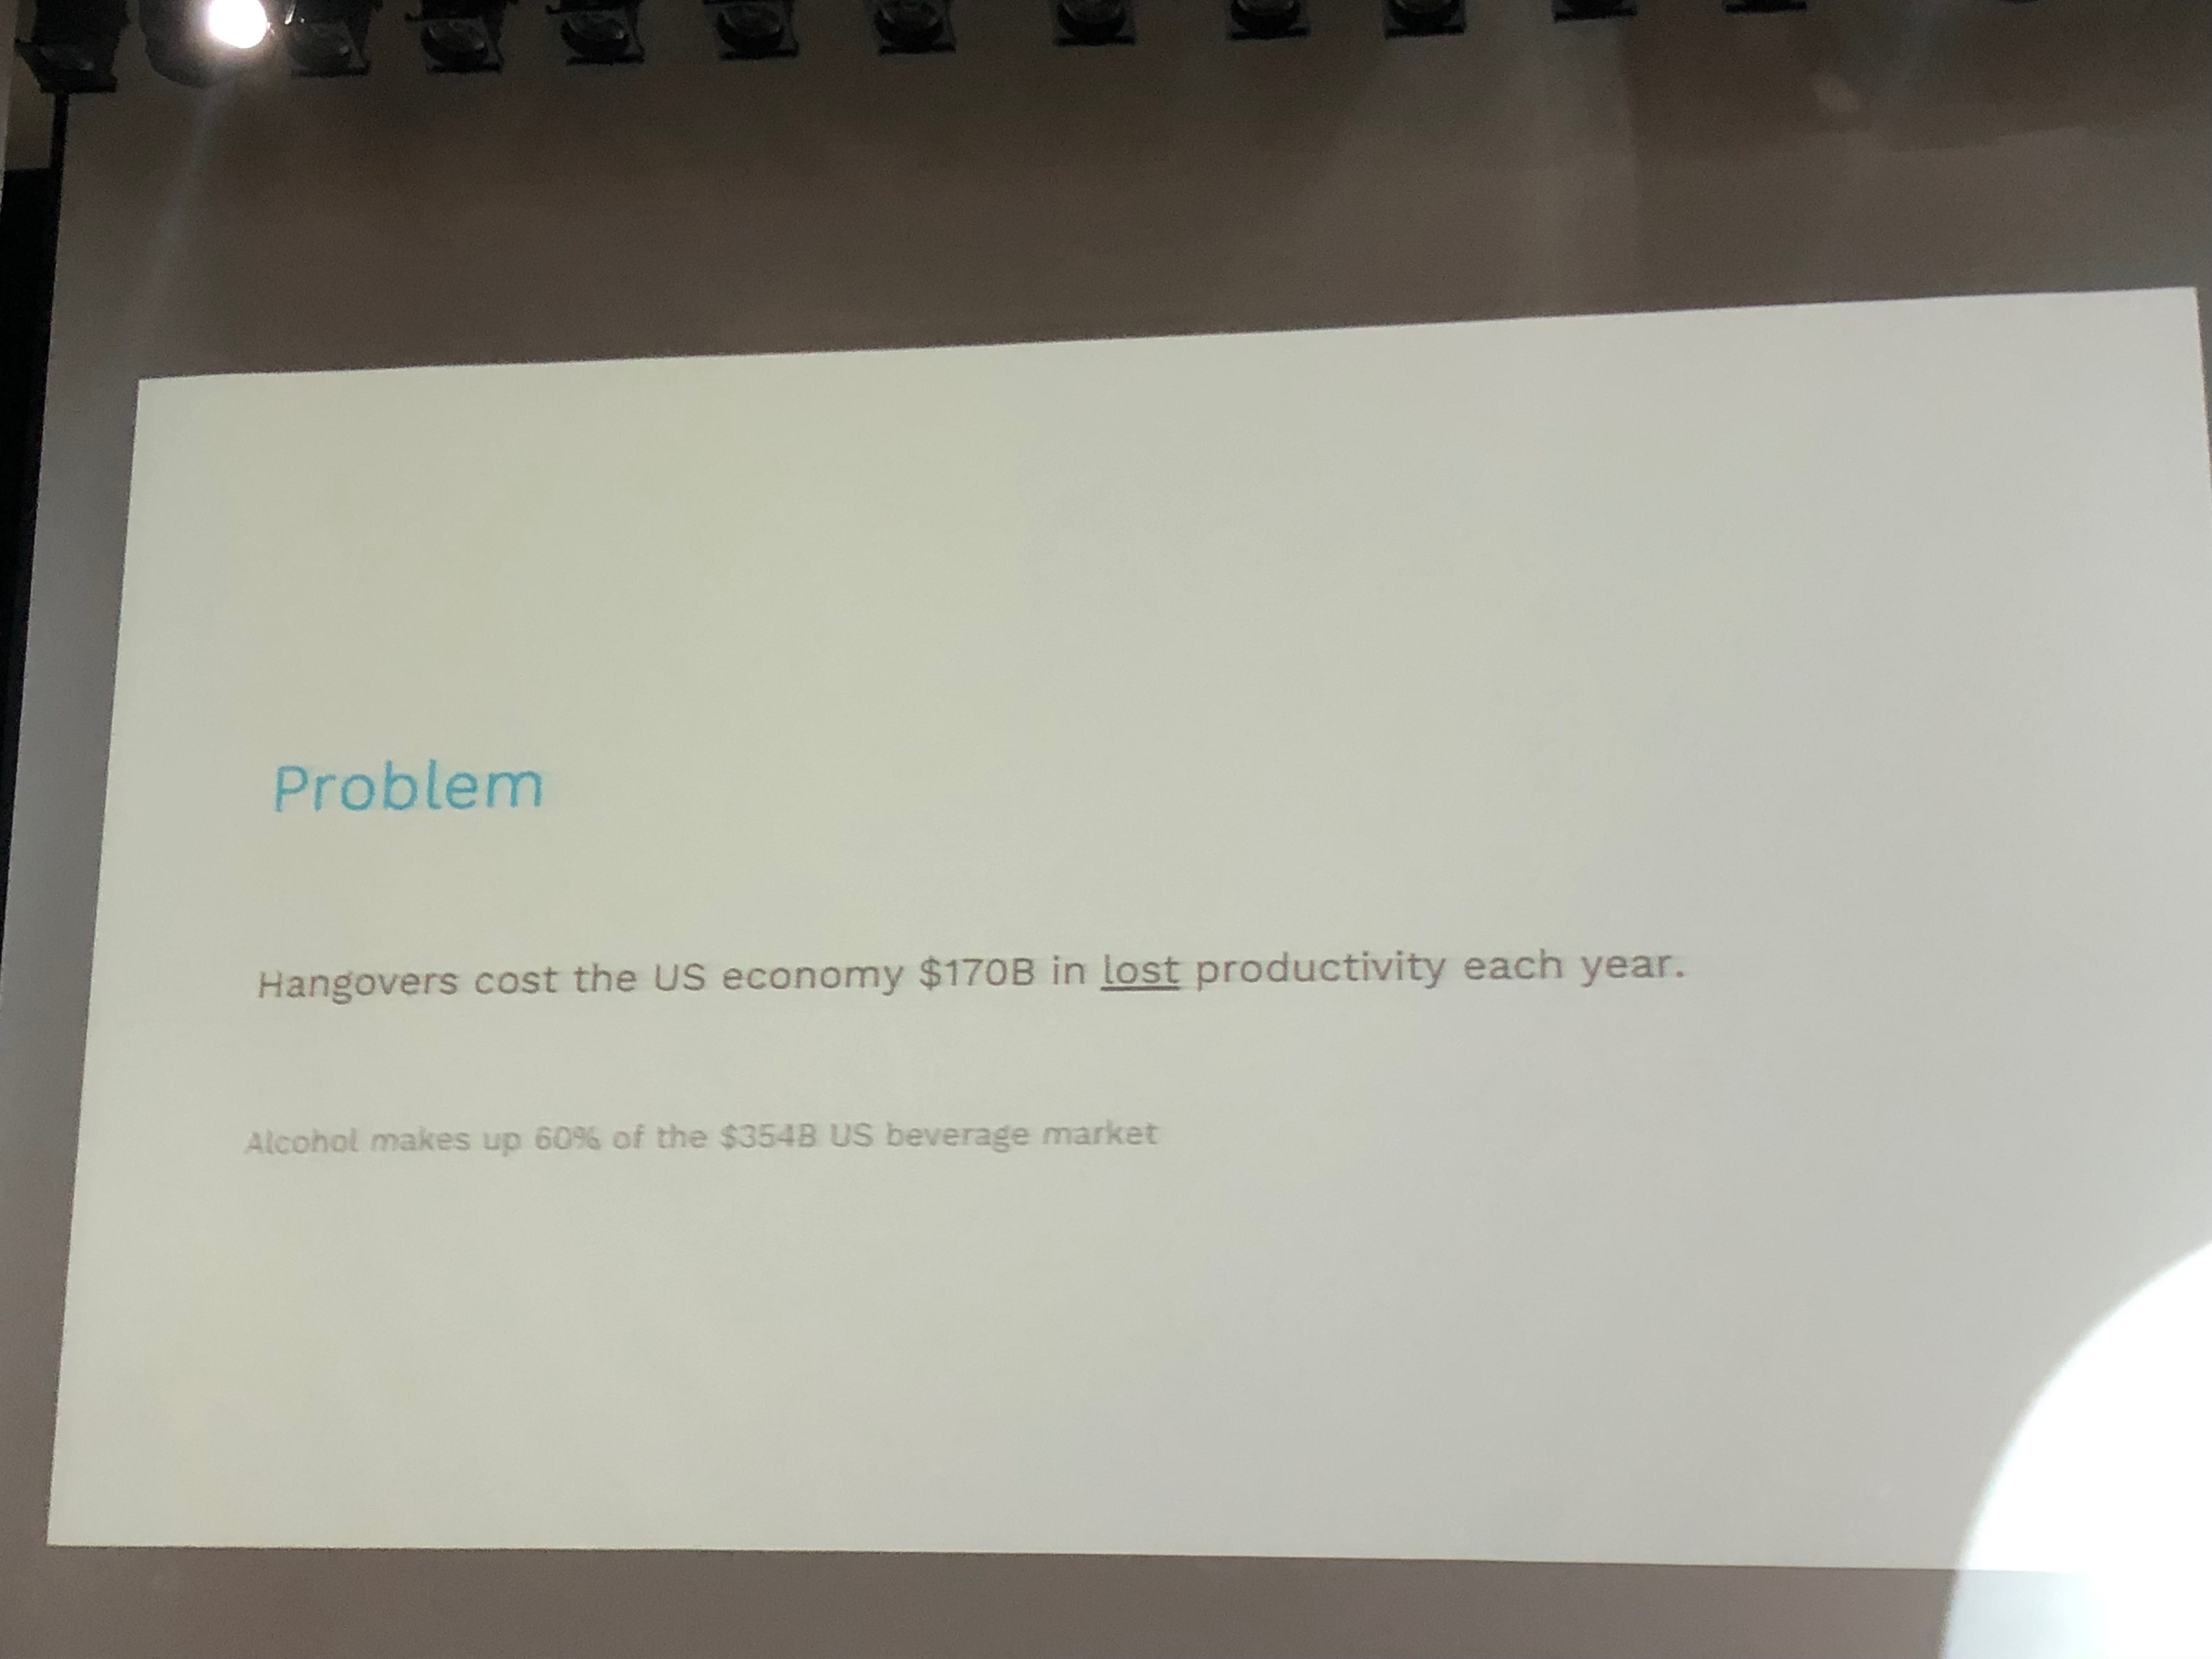 Problem
Hangovers cost the US economy $170B in lost productivity each year.
Alcohol makes up 60% of the $354B US beverage market